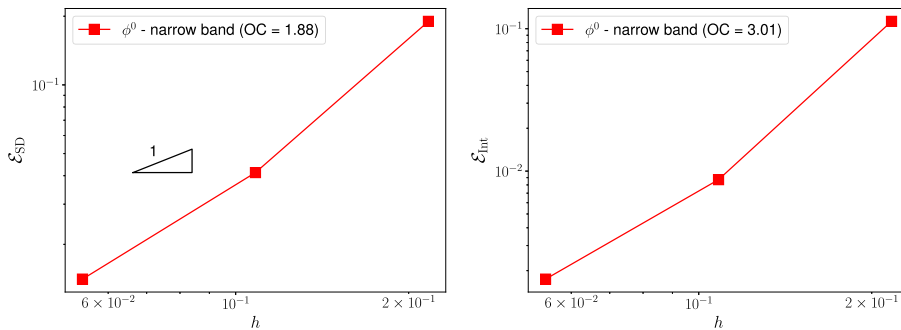 ϕ⁰ - narrow band (OC = 1.88)
10⁻¹
ℰ_SD
1
6 × 10⁻²
10⁻¹
2 × 10⁻¹
h
ϕ⁰ - narrow band (OC = 3.01)
10⁻¹
10⁻²
ℰ_Int
6 × 10⁻²
10⁻¹
2 × 10⁻¹
h